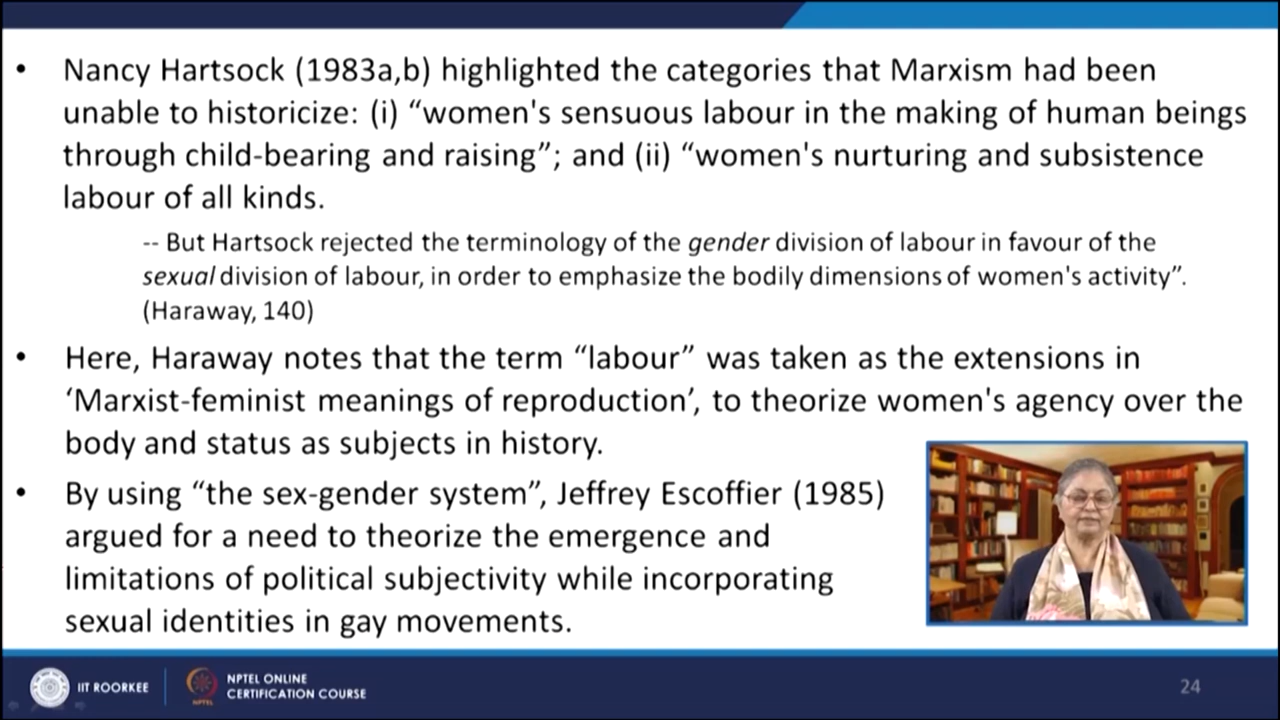 • Nancy Hartsock (1983a,b) highlighted the categories that Marxism had been
unable to historicize: (i) “women's sensuous labour in the making of human beings
through child-bearing and raising”; and (ii) “women's nurturing and subsistence
labour of all kinds.
-- But Hartsock rejected the terminology of the gender division of labour in favour of the
sexual division of labour, in order to emphasize the bodily dimensions of women's activity”.
(Haraway, 140)
• Here, Haraway notes that the term “labour” was taken as the extensions in
‘Marxist-feminist meanings of reproduction’, to theorize women's agency over the
body and status as subjects in history.
• By using “the sex-gender system”, Jeffrey Escoffier (1985)
argued for a need to theorize the emergence and
limitations of political subjectivity while incorporating
sexual identities in gay movements.
IIT ROORKEE
NPTEL
NPTEL ONLINE
CERTIFICATION COURSE
24